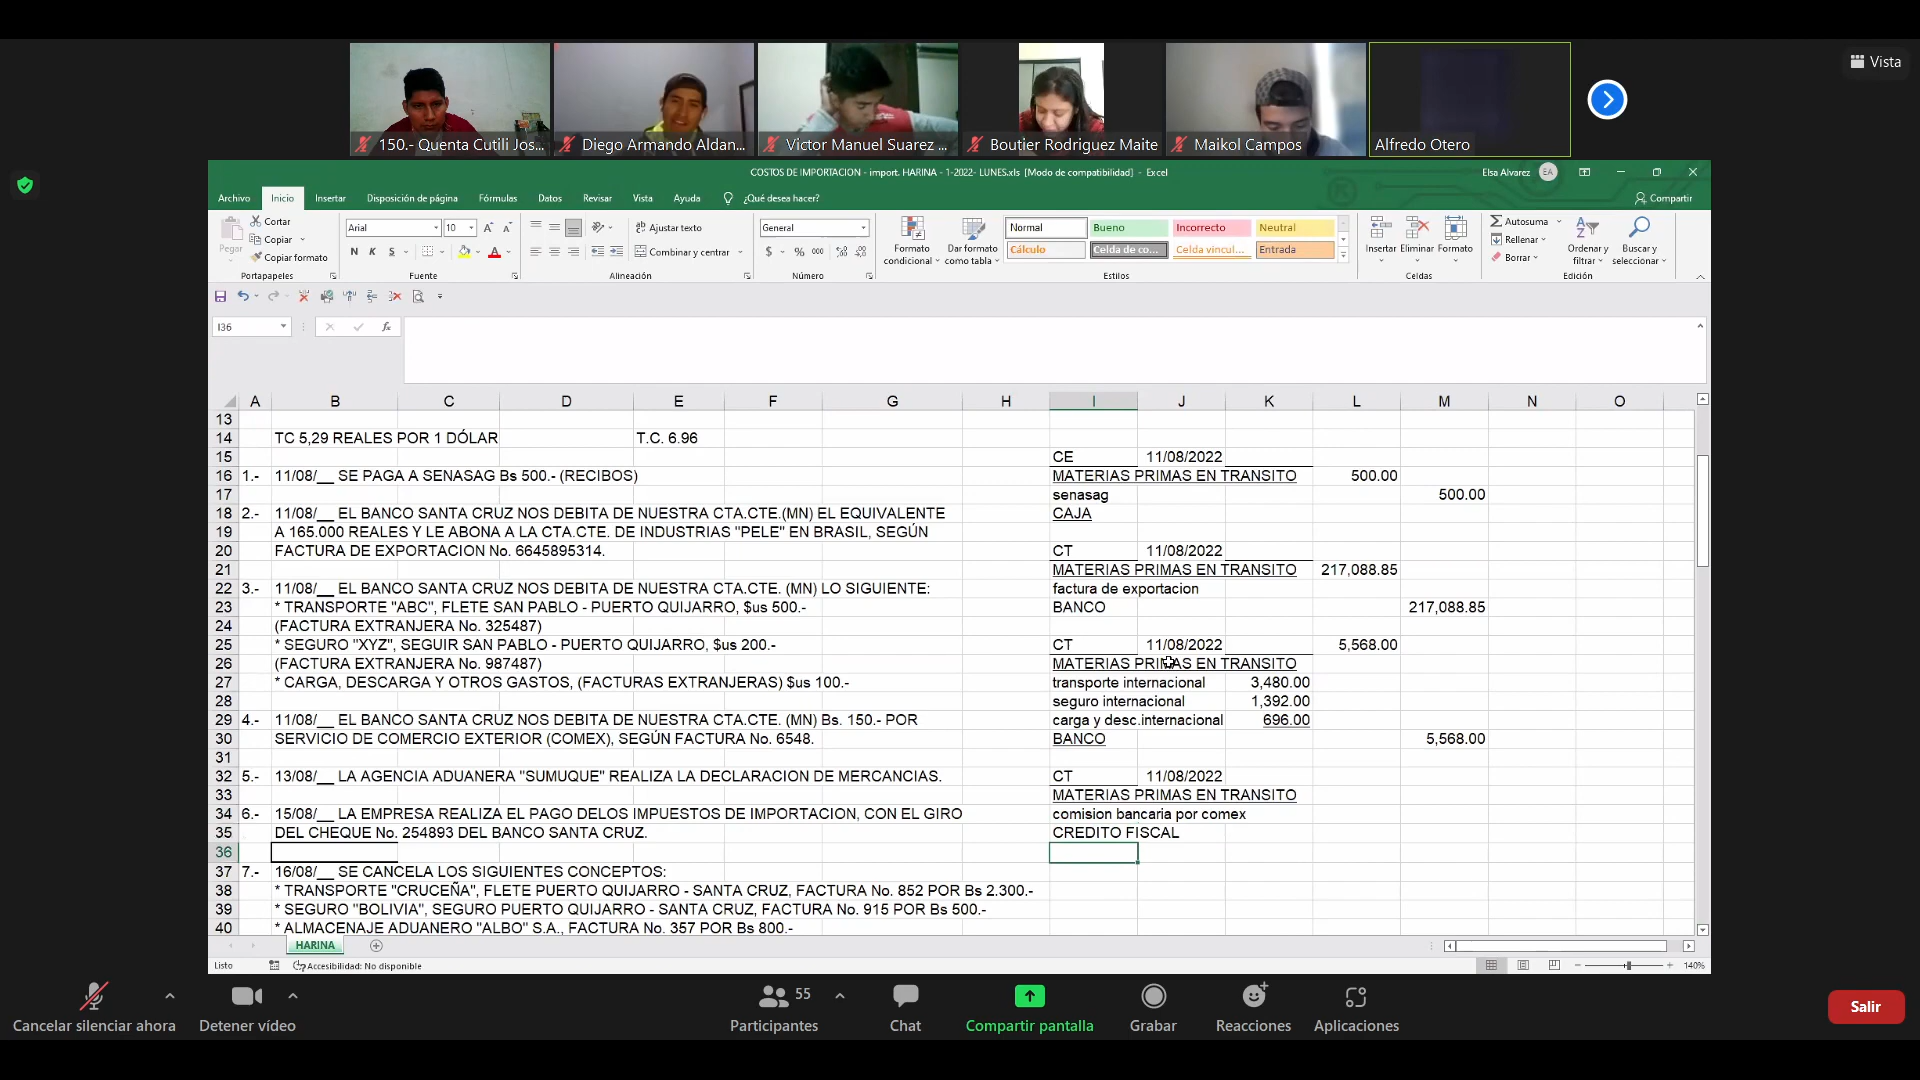 Vista
150.- Quenta Cutili Jos...
Diego Armando Aldan...
Victor Manuel Suarez ...
Boutier Rodriguez Maite
Maikol Campos
Alfredo Otero
COSTOS DE IMPORTACION - import. HARINA - 1-2022- LUNES.xls [Modo de compatibilidad] - Excel
Elsa Alvarez EA
Archivo Inicio Insertar Disposición de página Fórmulas Datos Revisar Vista Ayuda ¿Qué desea hacer? Compartir
Pegar
Cortar
Copiar
Copiar formato
Portapapeles
Arial 10
N K S
Fuente
Ajustar texto
Combinar y centrar
Alineación
General
$ % 000
Número
Formato condicional
Dar formato como tabla
Normal Bueno Incorrecto Neutral
Cálculo Celda de co... Celda vincul... Entrada
Estilos
Insertar Eliminar Formato
Celdas
Autosuma
Rellenar
Borrar
Ordenar y filtrar
Buscar y seleccionar
Edición
I36 fx
A B C D E F G H I J K L M N O
13
14 TC 5,29 REALES POR 1 DÓLAR T.C. 6.96
15 CE 11/08/2022
16 1.- 11/08/__ SE PAGA A SENASAG Bs 500.- (RECIBOS) MATERIAS PRIMAS EN TRANSITO 500.00
17 senasag 500.00
18 2.- 11/08/__ EL BANCO SANTA CRUZ NOS DEBITA DE NUESTRA CTA.CTE.(MN) EL EQUIVALENTE CAJA
19 A 165.000 REALES Y LE ABONA A LA CTA.CTE. DE INDUSTRIAS "PELE" EN BRASIL, SEGÚN
20 FACTURA DE EXPORTACION No. 6645895314. CT 11/08/2022
21 MATERIAS PRIMAS EN TRANSITO 217,088.85
22 3.- 11/08/__ EL BANCO SANTA CRUZ NOS DEBITA DE NUESTRA CTA.CTE. (MN) LO SIGUIENTE: factura de exportacion
23 * TRANSPORTE "ABC", FLETE SAN PABLO - PUERTO QUIJARRO, $us 500.- BANCO 217,088.85
24 (FACTURA EXTRANJERA No. 325487)
25 * SEGURO "XYZ", SEGUIR SAN PABLO - PUERTO QUIJARRO, $us 200.- CT 11/08/2022 5,568.00
26 (FACTURA EXTRANJERA No. 987487) MATERIAS PRIMAS EN TRANSITO
27 * CARGA, DESCARGA Y OTROS GASTOS, (FACTURAS EXTRANJERAS) $us 100.- transporte internacional 3,480.00
28 seguro internacional 1,392.00
29 4.- 11/08/__ EL BANCO SANTA CRUZ NOS DEBITA DE NUESTRA CTA.CTE. (MN) Bs. 150.- POR carga y desc.internacional 696.00
30 SERVICIO DE COMERCIO EXTERIOR (COMEX), SEGÚN FACTURA No. 6548. BANCO 5,568.00
31
32 5.- 13/08/__ LA AGENCIA ADUANERA "SUMUQUE" REALIZA LA DECLARACION DE MERCANCIAS. CT 11/08/2022
33 MATERIAS PRIMAS EN TRANSITO
34 6.- 15/08/__ LA EMPRESA REALIZA EL PAGO DELOS IMPUESTOS DE IMPORTACION, CON EL GIRO comision bancaria por comex
35 DEL CHEQUE No. 254893 DEL BANCO SANTA CRUZ. CREDITO FISCAL
36
37 7.- 16/08/__ SE CANCELA LOS SIGUIENTES CONCEPTOS:
38 * TRANSPORTE "CRUCEÑA", FLETE PUERTO QUIJARRO - SANTA CRUZ, FACTURA No. 852 POR Bs 2.300.-
39 * SEGURO "BOLIVIA", SEGURO PUERTO QUIJARRO - SANTA CRUZ, FACTURA No. 915 POR Bs 500.-
40 * ALMACENAJE ADUANERO "ALBO" S.A., FACTURA No. 357 POR Bs 800.-
HARINA
Listo Accesibilidad: No disponible 140%
Cancelar silenciar ahora
Detener vídeo
55
Participantes
Chat
Compartir pantalla
Grabar
Reacciones
Aplicaciones
Salir